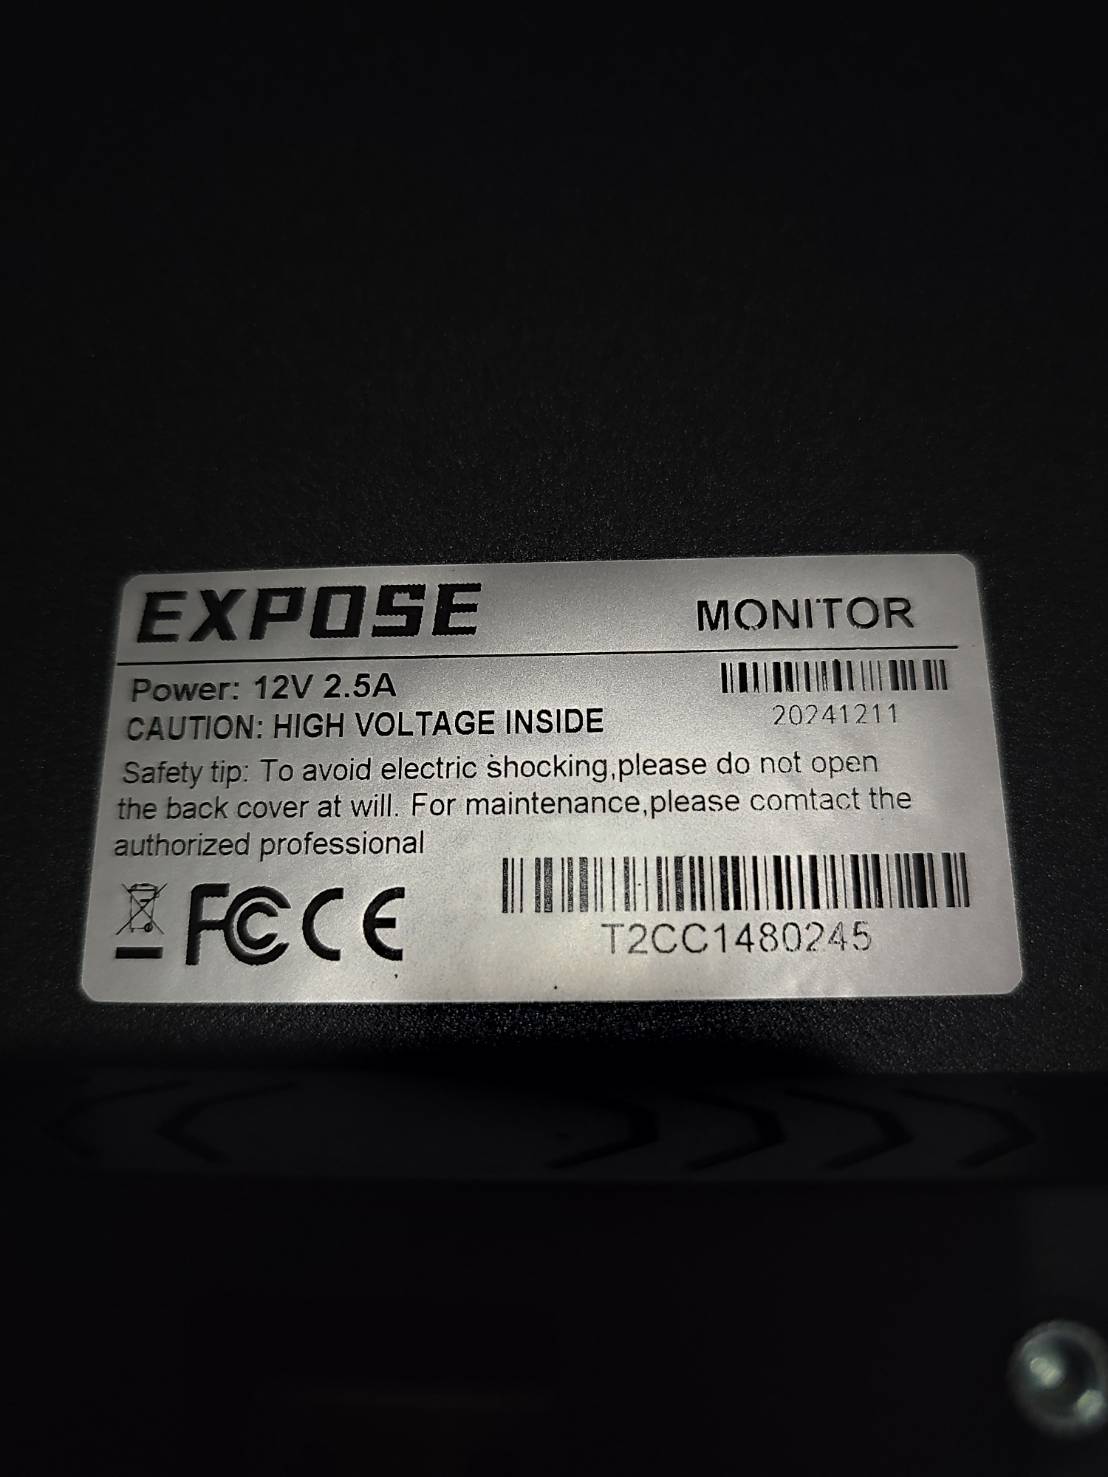 EXPOSE MONITOR
Power: 12V 2.5A
20241211
CAUTION: HIGH VOLTAGE INSIDE
Safety tip: To avoid electric shocking,please do not open
the back cover at will. For maintenance,please comtact the
authorized professional
FC CE
T2CC1480245